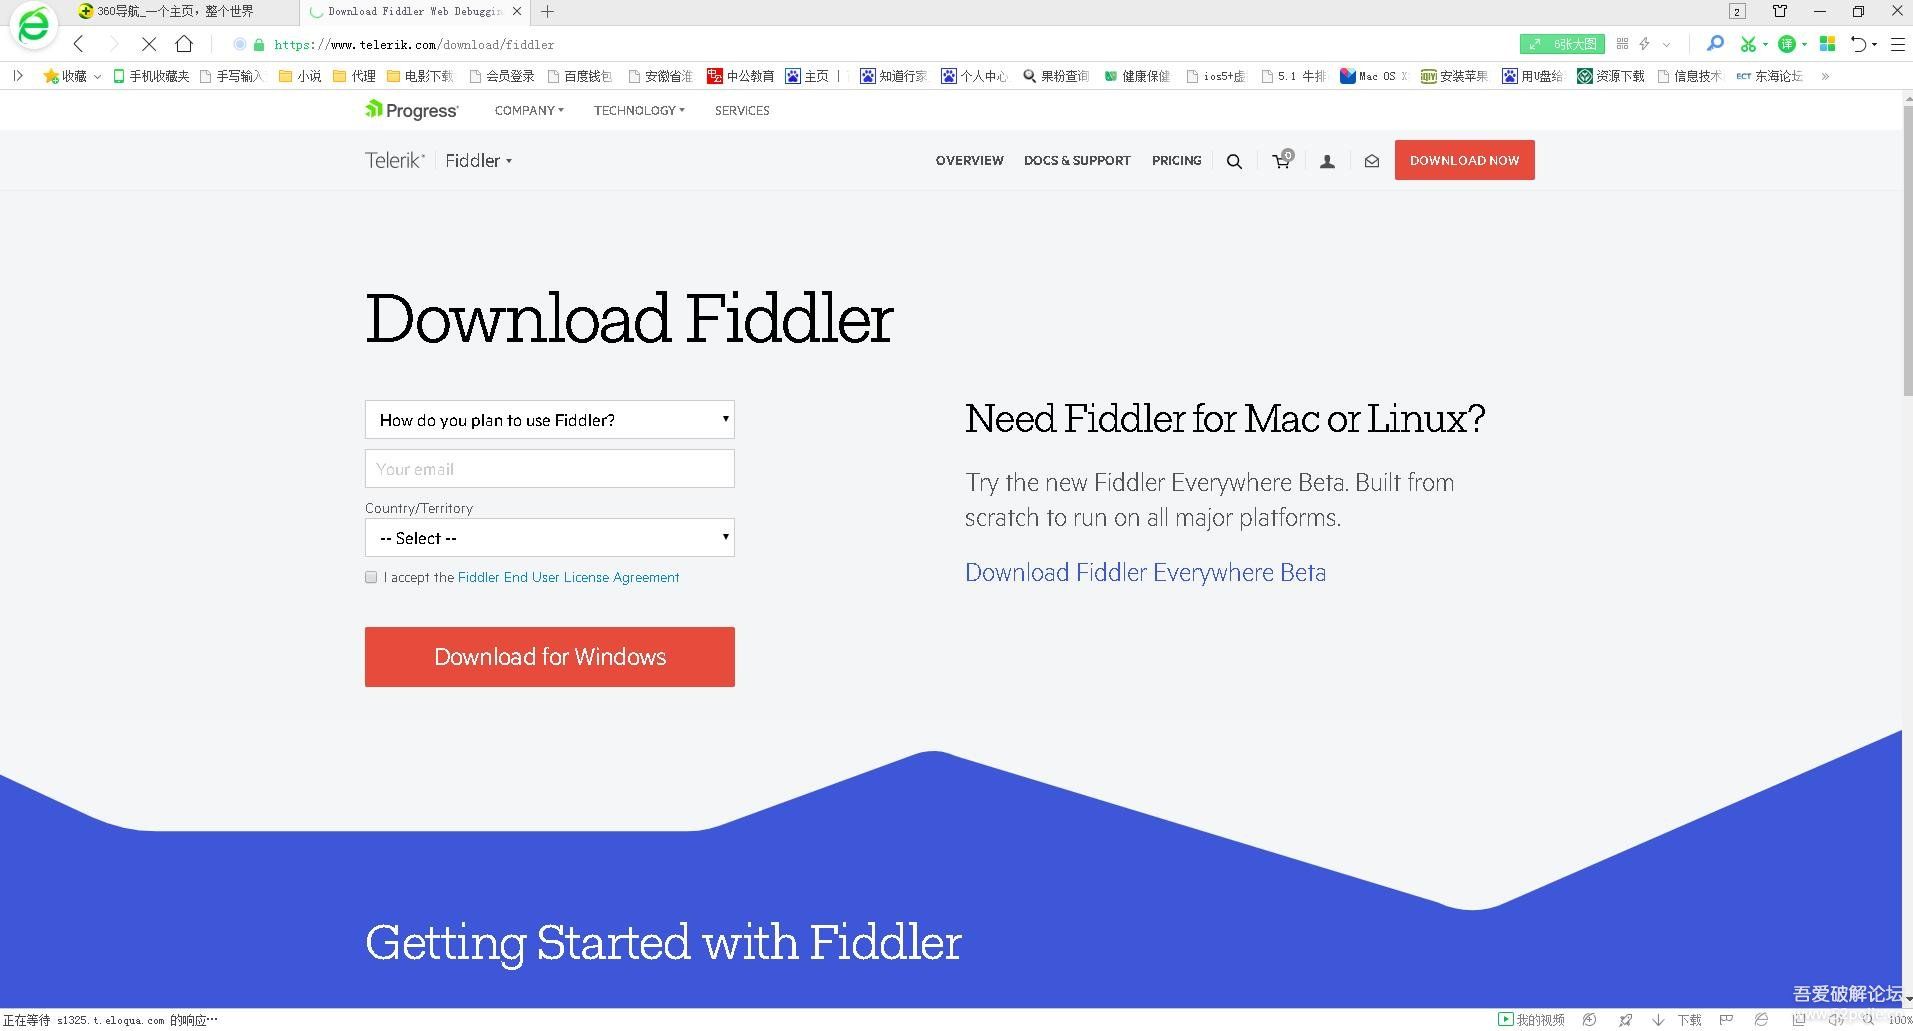 360导航_一个主页，整个世界
Download Fiddler Web Debuggin
2
https://www.telerik.com/download/fiddler
6张大图
译
收藏 手机收藏夹 手写输入 小说 代理 电影下载 会员登录 百度钱包 安徽省淮 中公教育 主页 知道行家 个人中心 果粉查询 健康保健 ios5+虚 5.1 牛排 Mac OS X 安装苹果 用U盘给 资源下载 信息技术 ECT 东海论坛
Progress COMPANY TECHNOLOGY SERVICES
Telerik Fiddler OVERVIEW DOCS & SUPPORT PRICING 0 DOWNLOAD NOW
Download Fiddler
How do you plan to use Fiddler?
Your email
Country/Territory
-- Select --
I accept the Fiddler End User License Agreement
Download for Windows
Need Fiddler for Mac or Linux?
Try the new Fiddler Everywhere Beta. Built from
scratch to run on all major platforms.
Download Fiddler Everywhere Beta
Getting Started with Fiddler
吾爱破解论坛
正在等待 s1325.t.eloqua.com 的响应…
我的视频 下载 100%